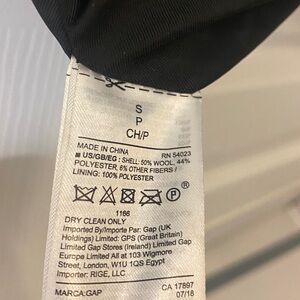 S
P
CH/P
MADE IN CHINA RN 54023
■ US/GB/EG: SHELL: 50% WOOL, 44%
POLYESTER, 6% OTHER FIBERS /
LINING: 100% POLYESTER
P
1166
DRY CLEAN ONLY
Imported By/Importe Par: Gap (UK
Holdings) Limited: GPS (Great Britain)
Limited Gap Stores (Ireland) Limited Gap
Europe Limited All at 103 Wigmore
Street, London, W1U 1QS Egypt
Importer: RIGE, LLC
CA 17897
MARCA:GAP 07/18